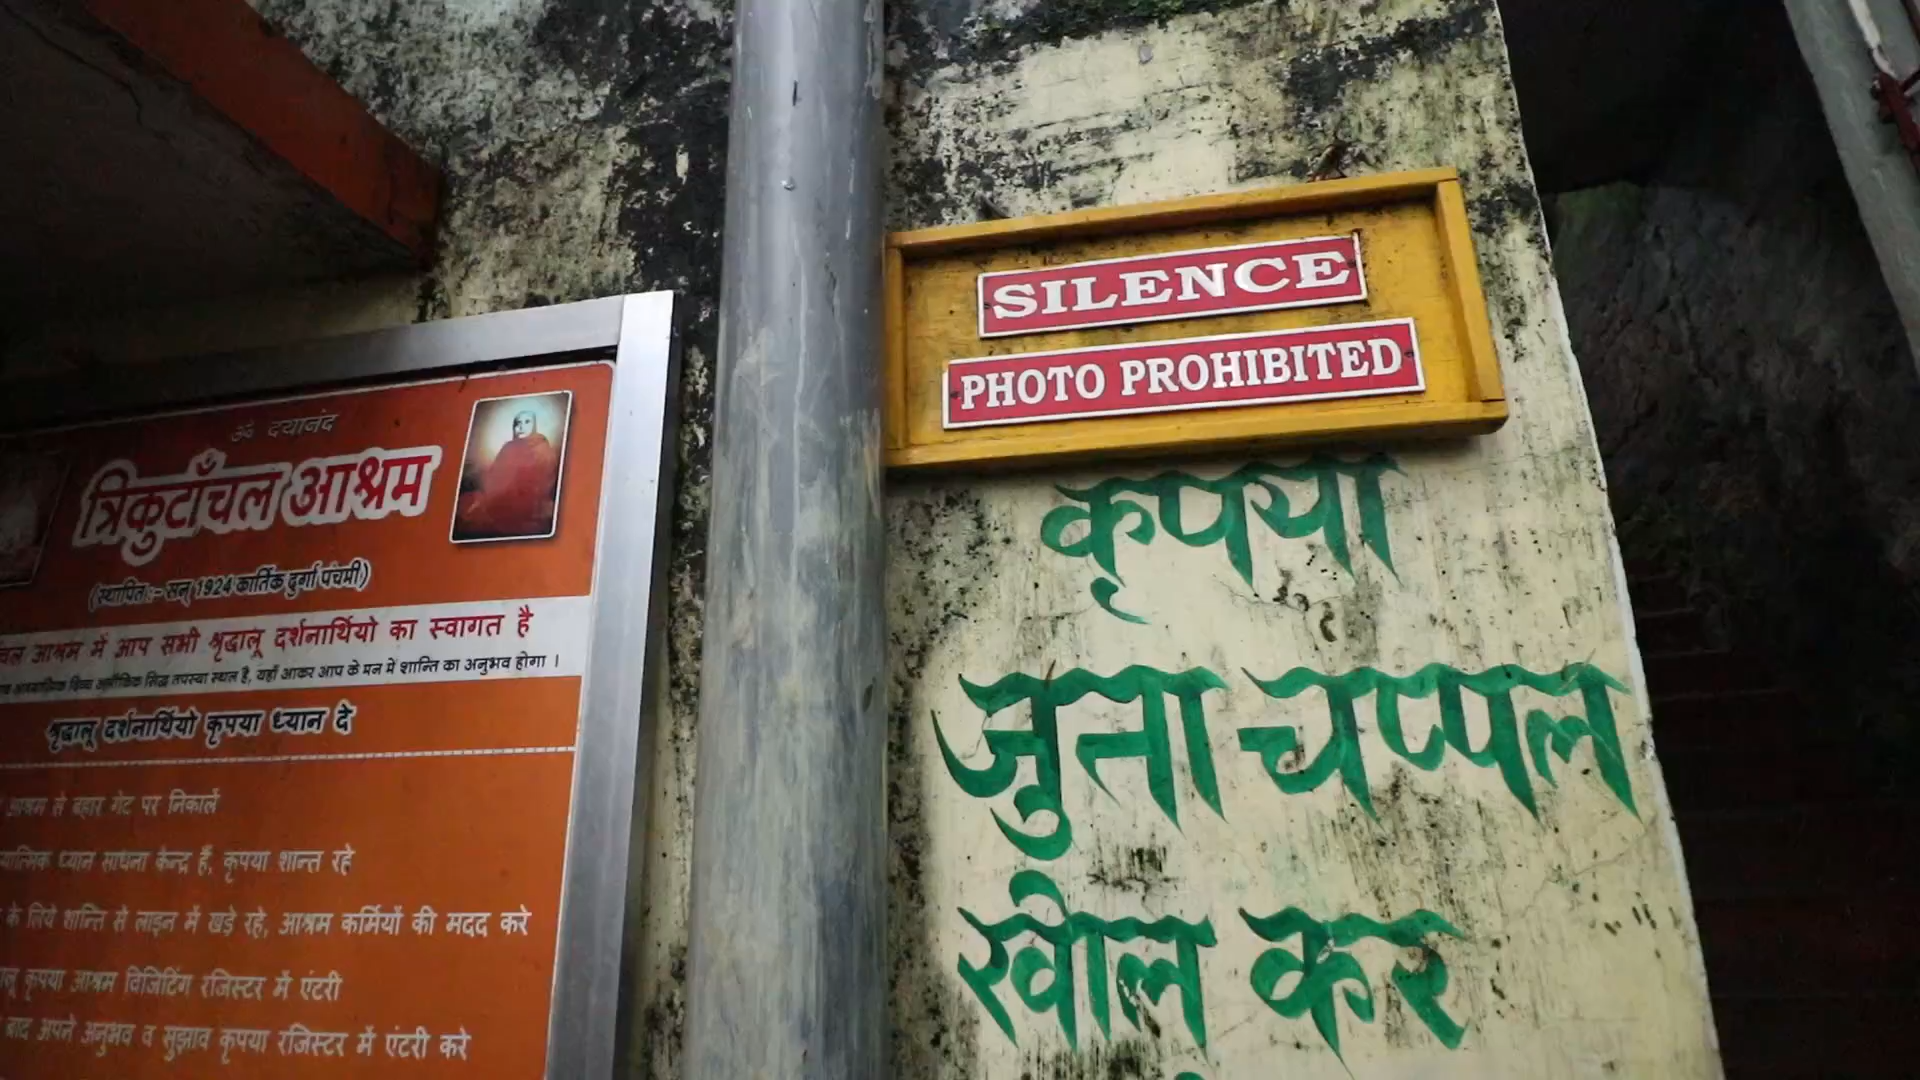 ॐ दयानंद
त्रिकुटाँचल आश्रम
(स्थापित :- सन् 1924 कार्तिक दुर्गा पंचमी)
आश्रम में आप सभी श्रृद्धालू दर्शनार्थियो का स्वागत है
सिद्ध तपस्या स्थल है, यहाँ आकर आप के मन मे शान्ति का अनुभव होगा ।
श्रृद्धालू दर्शनार्थियो कृपया ध्यान दे
आश्रम से बहार गेट पर निकालें
ध्यान साधना केन्द्र हैं, कृपया शान्त रहे
के लिये शान्ति से लाइन में खड़े रहे, आश्रम कर्मियों की मदद करे
कृपया आश्रम विजिटिंग रजिस्टर में एंटरी
बाद अपने अनुभव व सुझाव कृपया रजिस्टर में एंटरी करे
SILENCE
PHOTO PROHIBITED
कृपया
जुता चप्पल
खोल कर